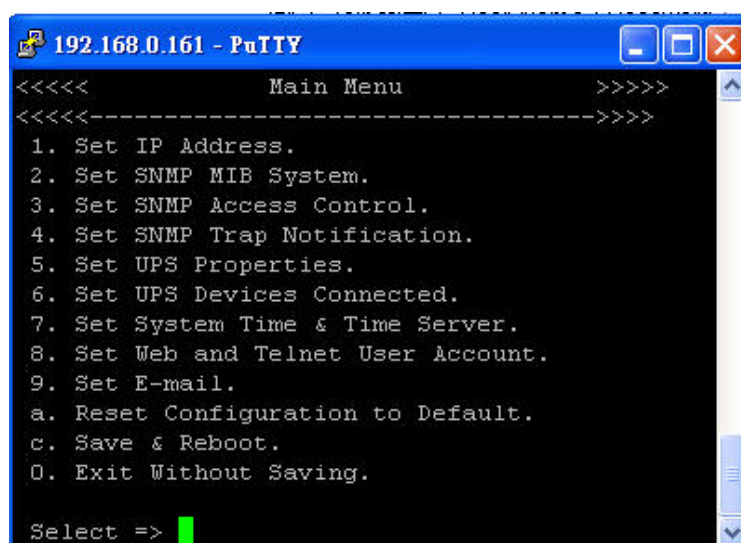 192.168.0.161 - PuTTY
<<<<< Main Menu >>>>>
<<<<<----------------------------------->>>>
1. Set IP Address.
2. Set SNMP MIB System.
3. Set SNMP Access Control.
4. Set SNMP Trap Notification.
5. Set UPS Properties.
6. Set UPS Devices Connected.
7. Set System Time & Time Server.
8. Set Web and Telnet User Account.
9. Set E-mail.
a. Reset Configuration to Default.
c. Save & Reboot.
0. Exit Without Saving.
Select =>